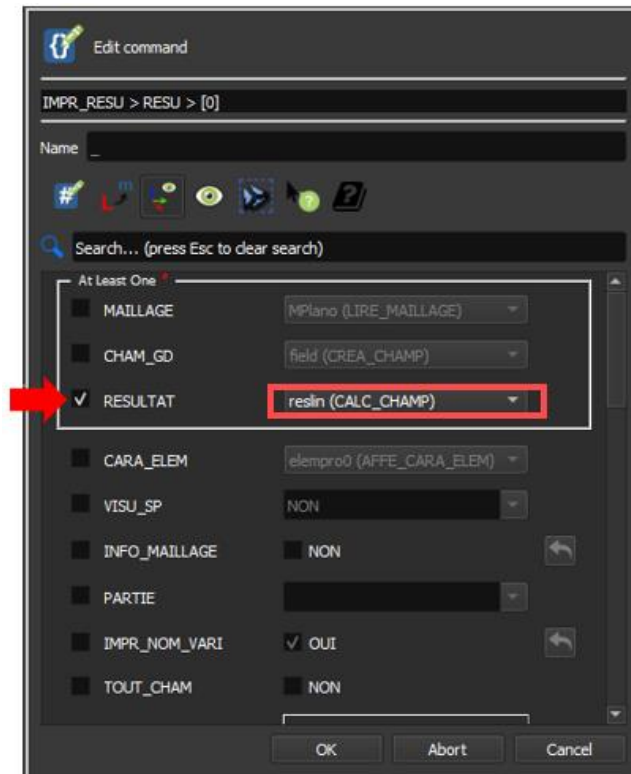 Edit command
IMPR_RESU > RESU > [0]
Name _
Search... (press Esc to clear search)
At Least One *
MAILLAGE MPlano (LIRE_MAILLAGE)
CHAM_GD field (CREA_CHAMP)
RESULTAT reslin (CALC_CHAMP)
CARA_ELEM elempro0 (AFFE_CARA_ELEM)
VISU_SP NON
INFO_MAILLAGE NON
PARTIE
IMPR_NOM_VARI OUI
TOUT_CHAM NON
OK Abort Cancel